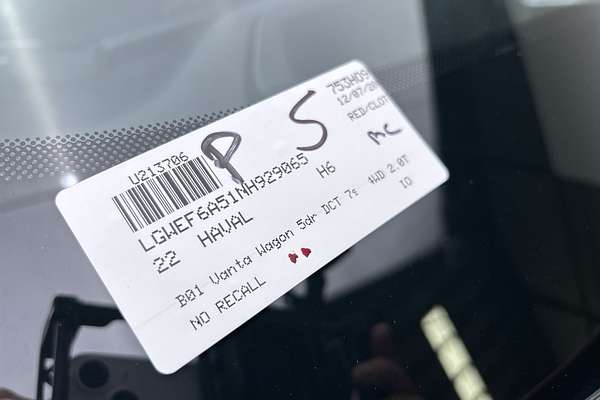 U213706
P S
753H09
12/07/20
RED/CLOT
MC
LGWEF6A51NH929065
22 HAVAL H6
B01 Vanta Wagon 5dr DCT 7s 4WD 2.0T
NO RECALL IO